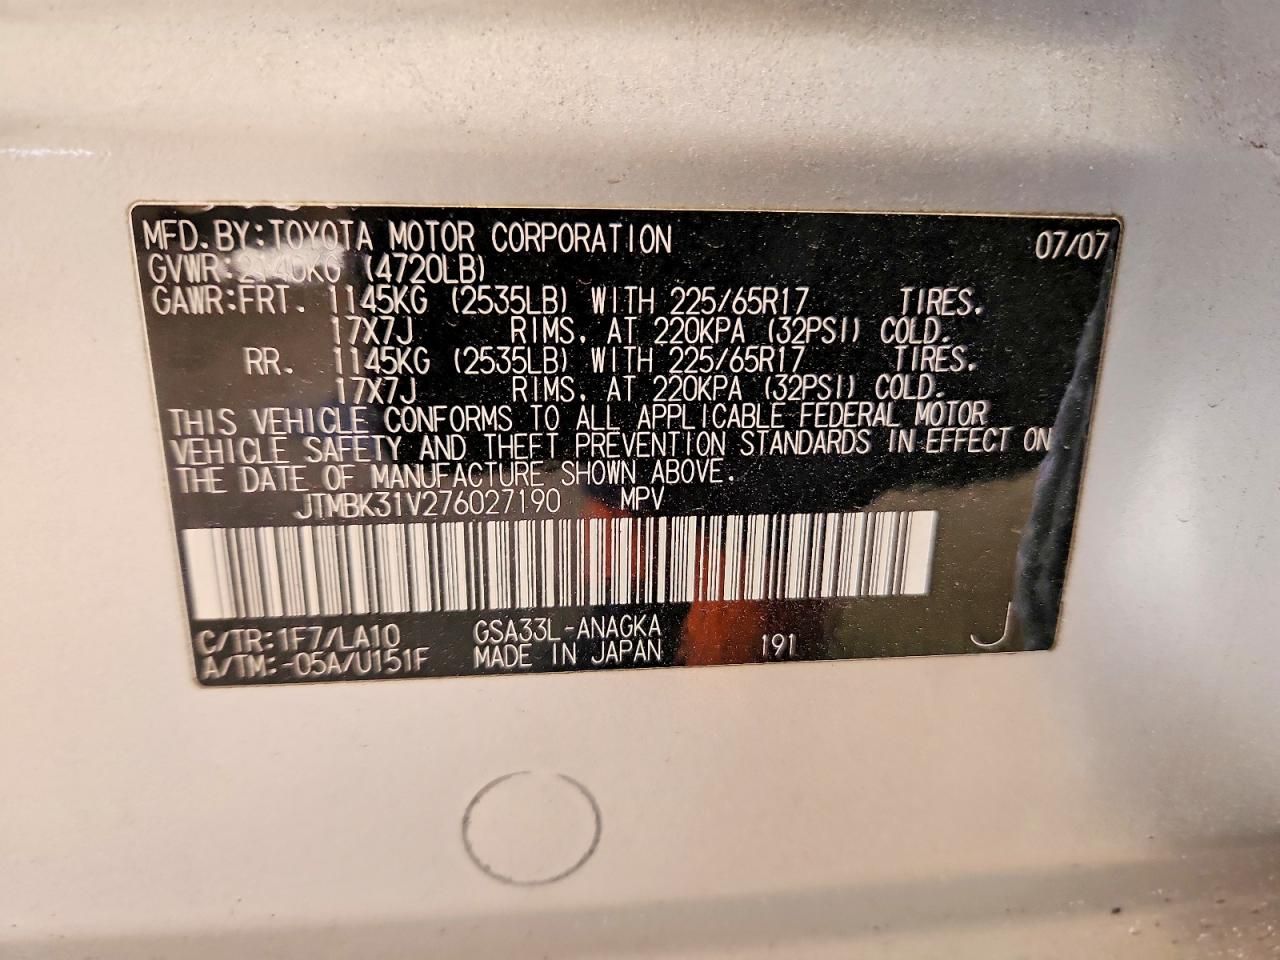 MFD.BY:TOYOTA MOTOR CORPORATION 07/07
GVWR:2140KG (4720LB)
GAWR:FRT. 1145KG (2535LB) WITH 225/65R17 TIRES.
17X7J RIMS, AT 220KPA (32PSI) COLD.
RR. 1145KG (2535LB) WITH 225/65R17 TIRES.
17X7J RIMS, AT 220KPA (32PSI) COLD.
THIS VEHICLE CONFORMS TO ALL APPLICABLE FEDERAL MOTOR
VEHICLE SAFETY AND THEFT PREVENTION STANDARDS IN EFFECT ON
THE DATE OF MANUFACTURE SHOWN ABOVE.
JTMBK31V276027190 MPV
C/TR:1F7/LA10 GSA33L-ANAGKA 191 J
A/TM:-05A/U151F MADE IN JAPAN